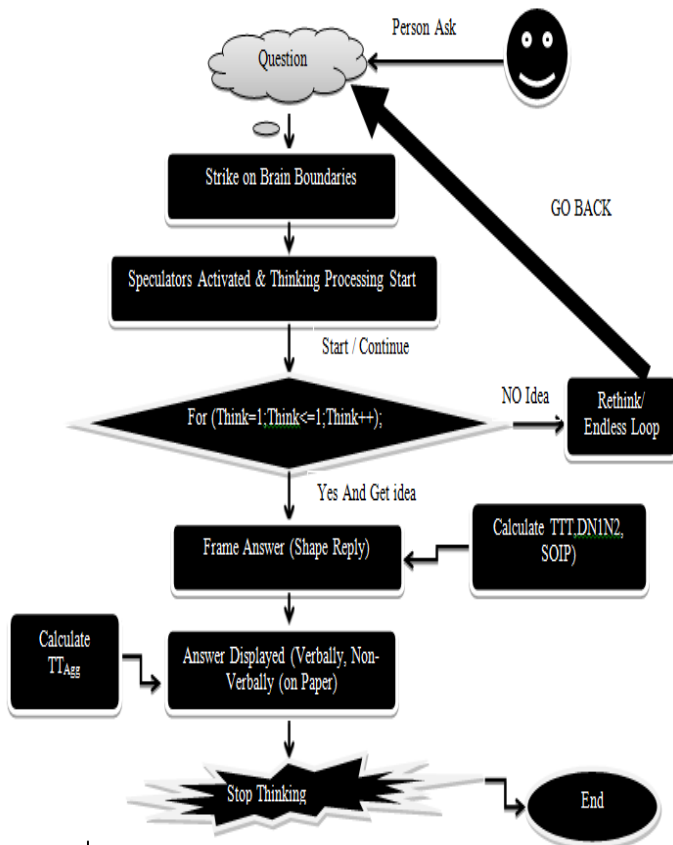 Person Ask
Question
Strike on Brain Boundaries
GO BACK
Speculators Activated & Thinking Processing Start
Start / Continue
For (Think=1;Think<=1;Think++);
NO Idea
Rethink/
Endless Loop
Yes And Get idea
Frame Answer (Shape Reply)
Calculate TTT,DN1N2,
SOIP)
Calculate
TTAgg
Answer Displayed (Verbally, Non-
Verbally (on Paper)
Stop Thinking
End